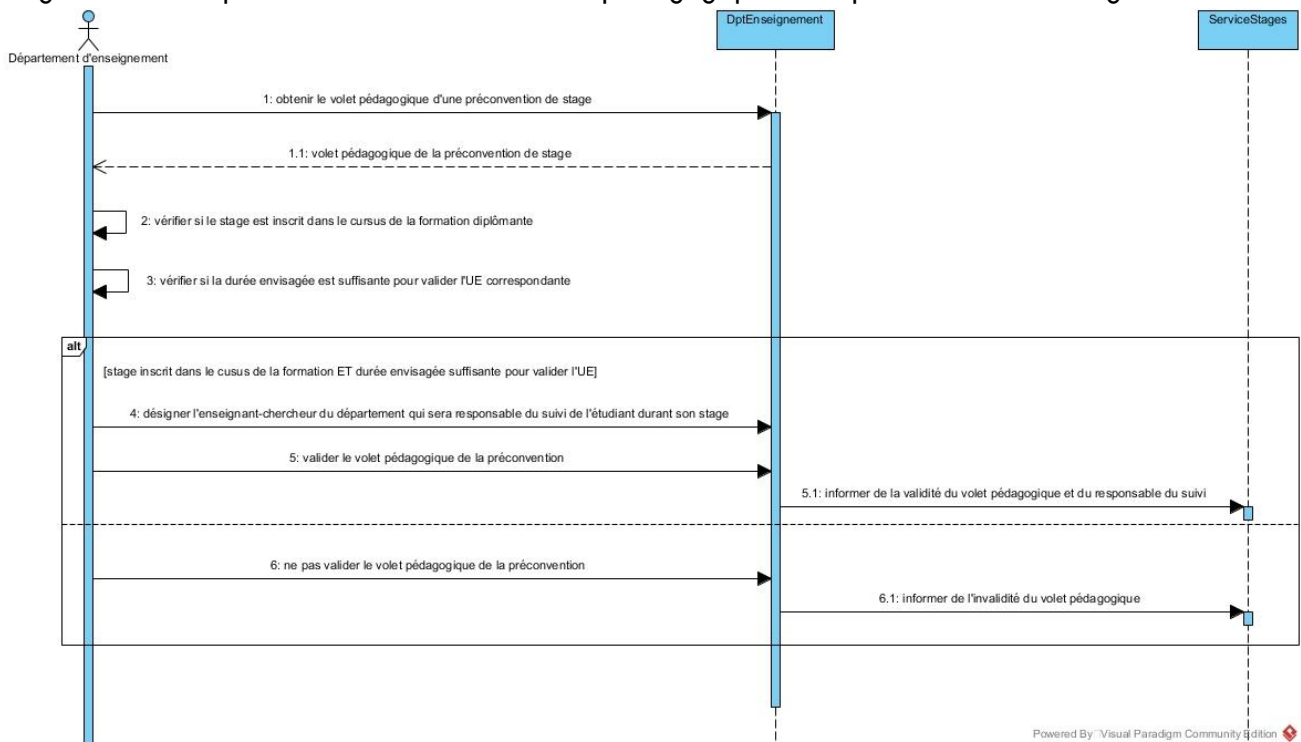 DptEnseignement
ServiceStages
Département d'enseignement
1: obtenir le volet pédagogique d'une préconvention de stage
1.1: volet pédagogique de la préconvention de stage
2: vérifier si le stage est inscrit dans le cursus de la formation diplômante
3: vérifier si la durée envisagée est suffisante pour valider l'UE correspondante
alt
[stage inscrit dans le cusus de la formation ET durée envisagée suffisante pour valider l'UE]
4: désigner l'enseignant-chercheur du département qui sera responsable du suivi de l'étudiant durant son stage
5: valider le volet pédagogique de la préconvention
5.1: informer de la validité du volet pédagogique et du responsable du suivi
6: ne pas valider le volet pédagogique de la préconvention
6.1: informer de l'invalidité du volet pédagogique
Powered By Visual Paradigm Community Edition